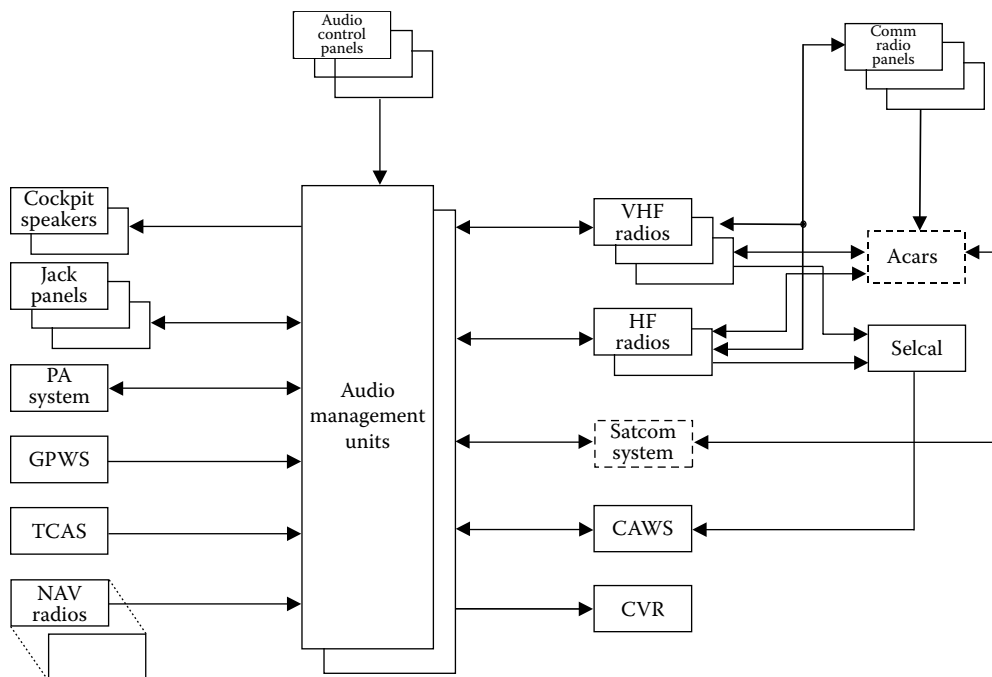 Audio
control
panels
Comm
radio
panels
Cockpit
speakers
VHF
radios
Acars
Jack
panels
HF
radios
Selcal
PA
system
Audio
management
units
Satcom
system
GPWS
TCAS
CAWS
NAV
radios
CVR